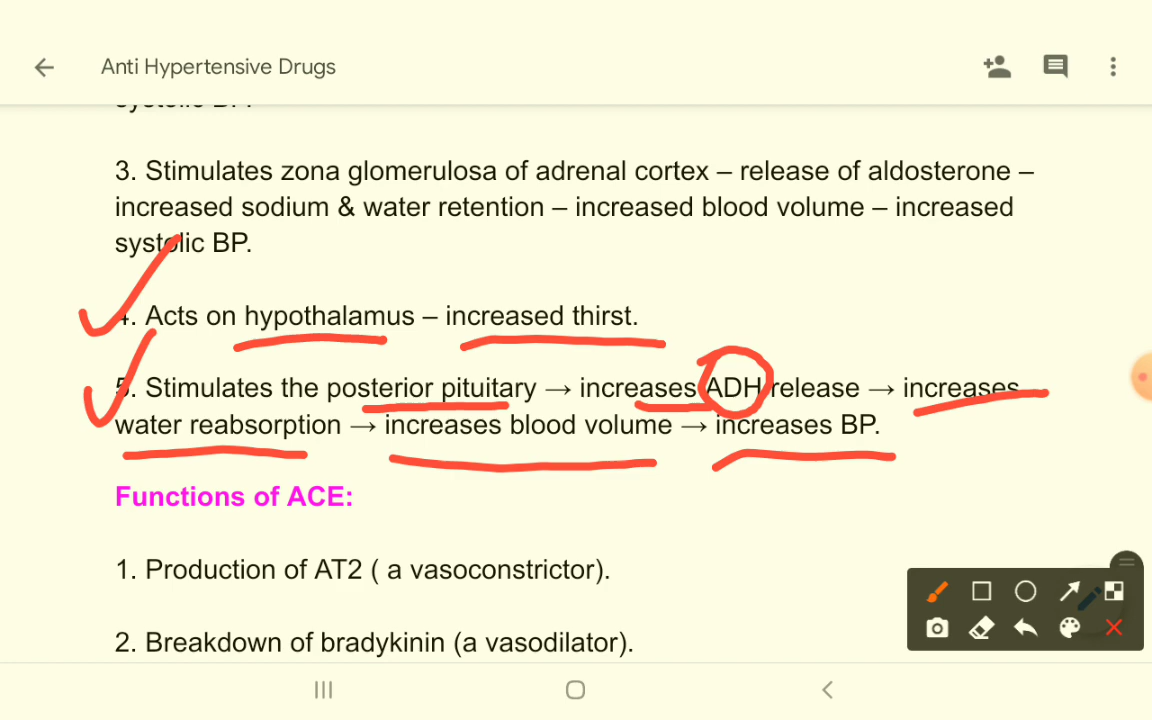 Anti Hypertensive Drugs
3. Stimulates zona glomerulosa of adrenal cortex – release of aldosterone –
increased sodium & water retention – increased blood volume – increased
systolic BP.
4. Acts on hypothalamus – increased thirst.
5. Stimulates the posterior pituitary → increases ADH release → increases
water reabsorption → increases blood volume → increases BP.
Functions of ACE:
1. Production of AT2 ( a vasoconstrictor).
2. Breakdown of bradykinin (a vasodilator).